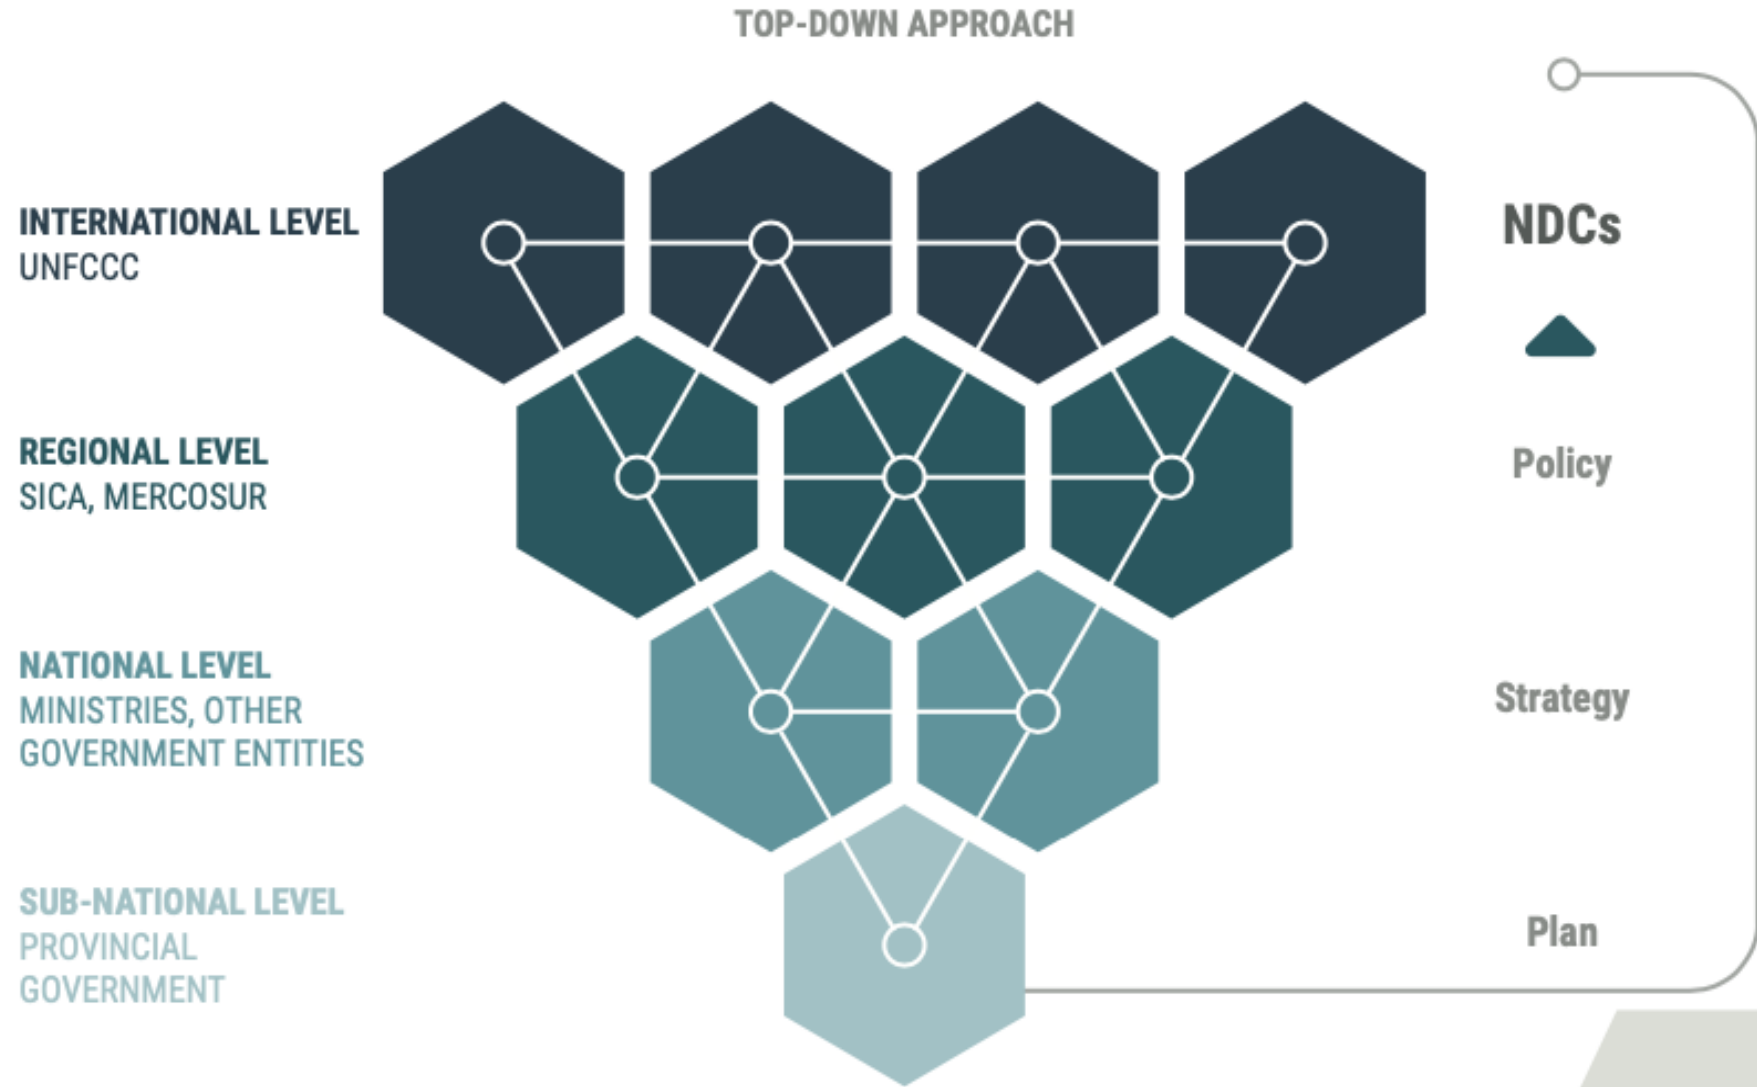 TOP-DOWN APPROACH
INTERNATIONAL LEVEL
UNFCCC
NDCs
REGIONAL LEVEL
SICA, MERCOSUR
Policy
NATIONAL LEVEL
MINISTRIES, OTHER
GOVERNMENT ENTITIES
Strategy
SUB-NATIONAL LEVEL
PROVINCIAL
GOVERNMENT
Plan